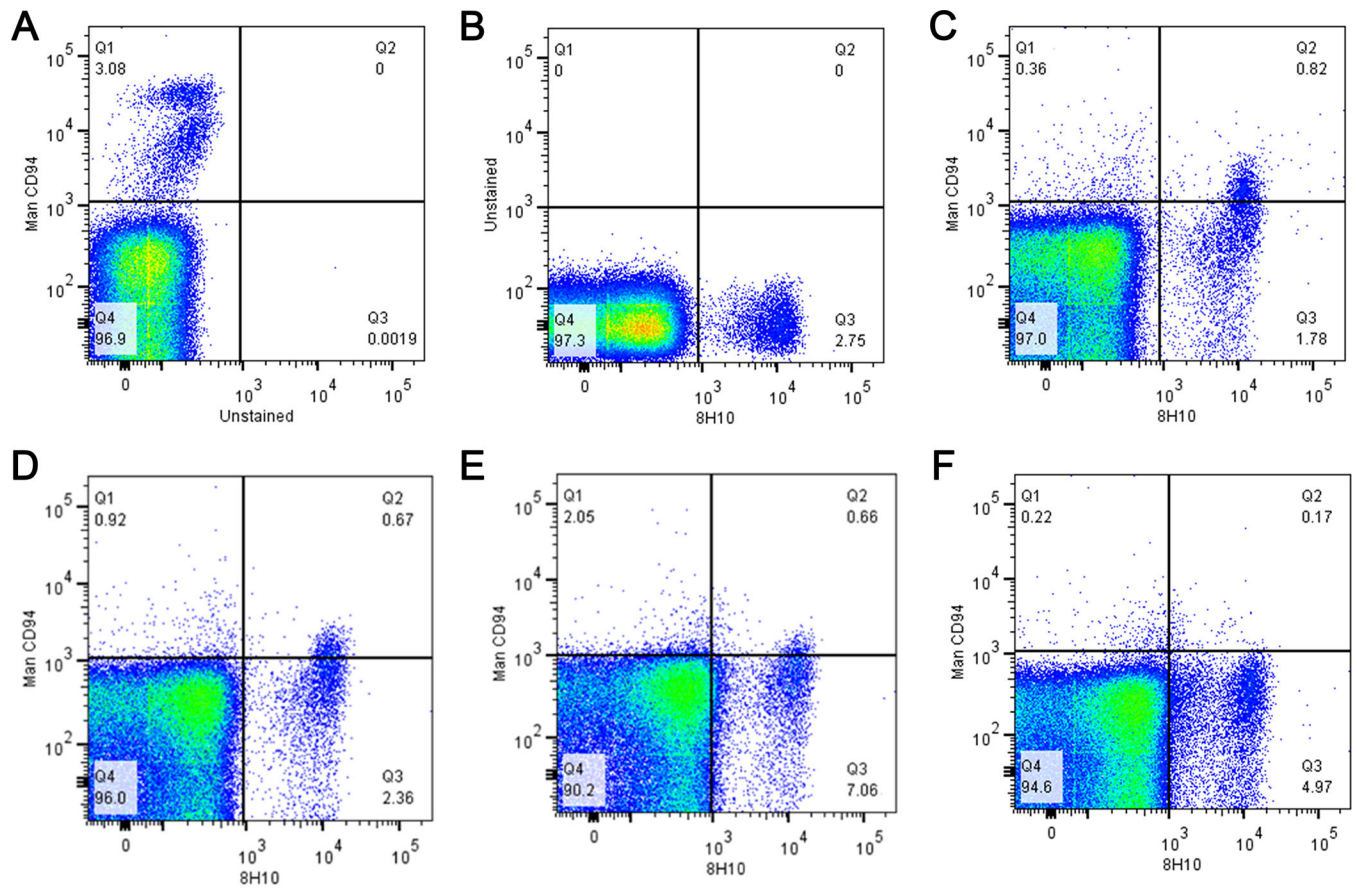 A
Q1
3.08
Q2
0
10^5
10^4
10^3
10^2
Man CD94
Q4
96.9
Q3
0.0019
0 10^3 10^4 10^5
Unstained
B
Q1
0
Q2
0
10^5
10^4
10^3
10^2
Unstained
Q4
97.3
Q3
2.75
0 10^3 10^4 10^5
8H10
C
Q1
0.36
Q2
0.82
10^5
10^4
10^3
10^2
Man CD94
Q4
97.0
Q3
1.78
0 10^3 10^4 10^5
8H10
D
Q1
0.92
Q2
0.67
10^5
10^4
10^3
10^2
Man CD94
Q4
96.0
Q3
2.36
0 10^3 10^4 10^5
8H10
E
Q1
2.05
Q2
0.66
10^5
10^4
10^3
10^2
Man CD94
Q4
90.2
Q3
7.06
0 10^3 10^4 10^5
8H10
F
Q1
0.22
Q2
0.17
10^5
10^4
10^3
10^2
Man CD94
Q4
94.6
Q3
4.97
0 10^3 10^4 10^5
8H10